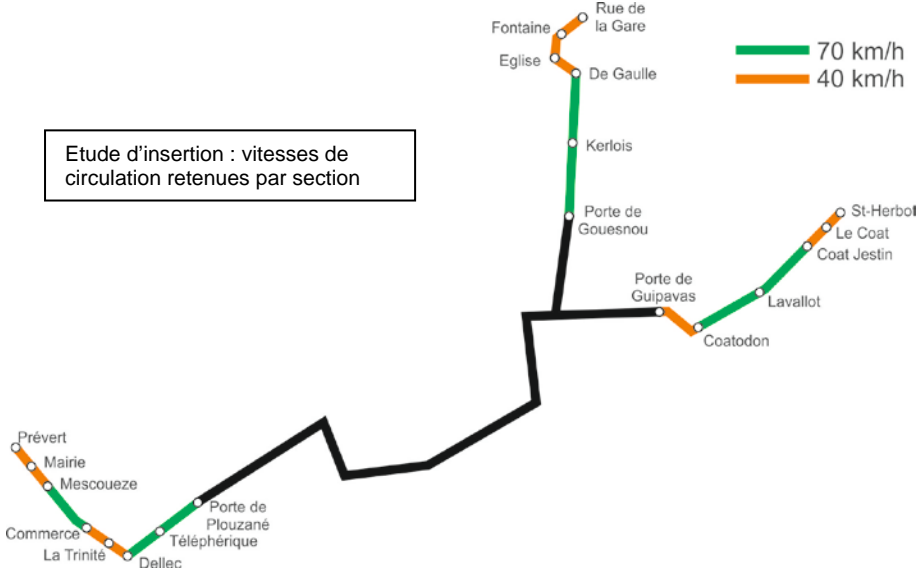 Rue de
la Gare
Fontaine
Eglise
De Gaulle
70 km/h
40 km/h
Etude d'insertion : vitesses de
circulation retenues par section
Kerlois
Porte de
Gouesnou
St-Herbot
Le Coat
Coat Jestin
Porte de
Guipavas
Lavallot
Coatodon
Prévert
Mairie
Mescoueze
Commerce
La Trinité
Dellec
Téléphérique
Porte de
Plouzané